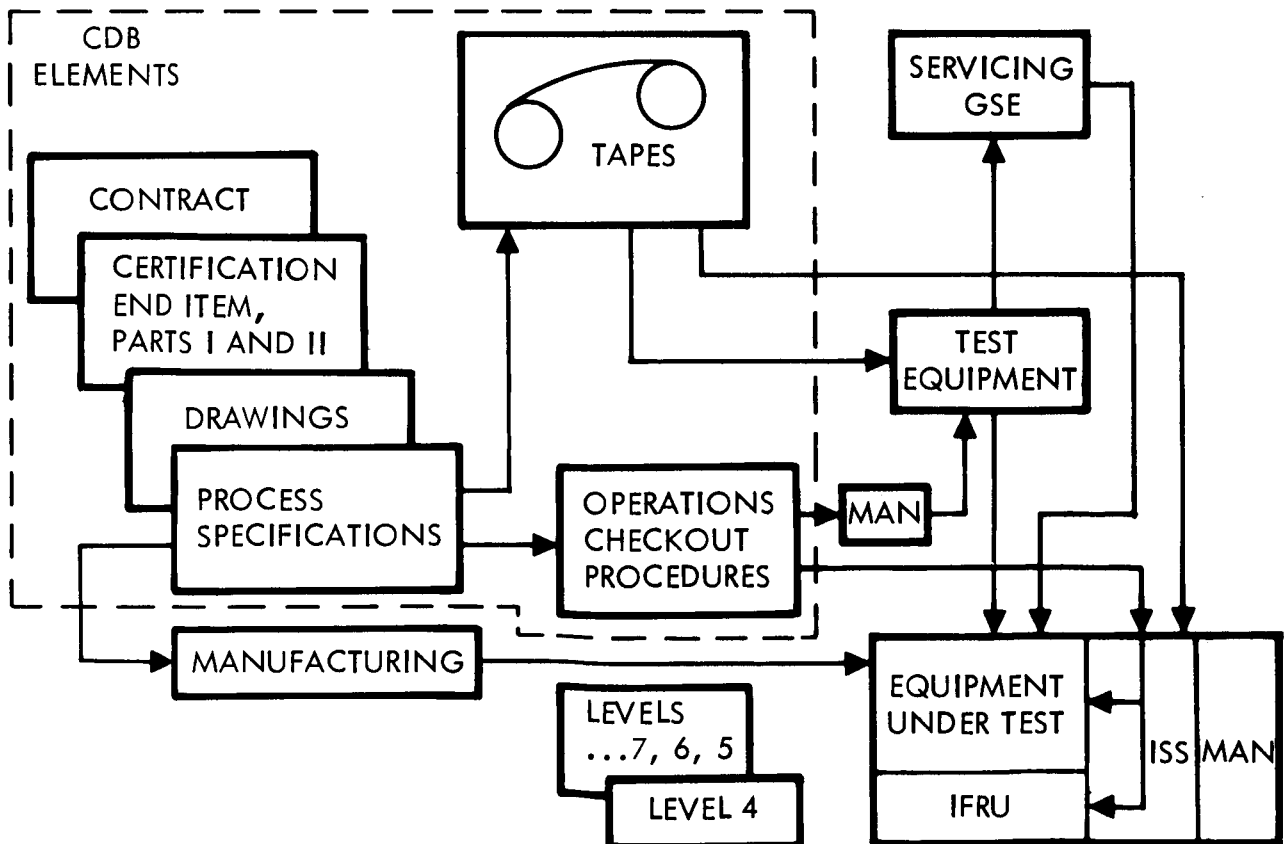 CDB
ELEMENTS
TAPES
SERVICING
GSE
CONTRACT
CERTIFICATION
END ITEM,
PARTS I AND II
DRAWINGS
PROCESS
SPECIFICATIONS
OPERATIONS
CHECKOUT
PROCEDURES
MAN
TEST
EQUIPMENT
MANUFACTURING
LEVELS
...7, 6, 5
LEVEL 4
EQUIPMENT
UNDER TEST
IFRU
ISS
MAN